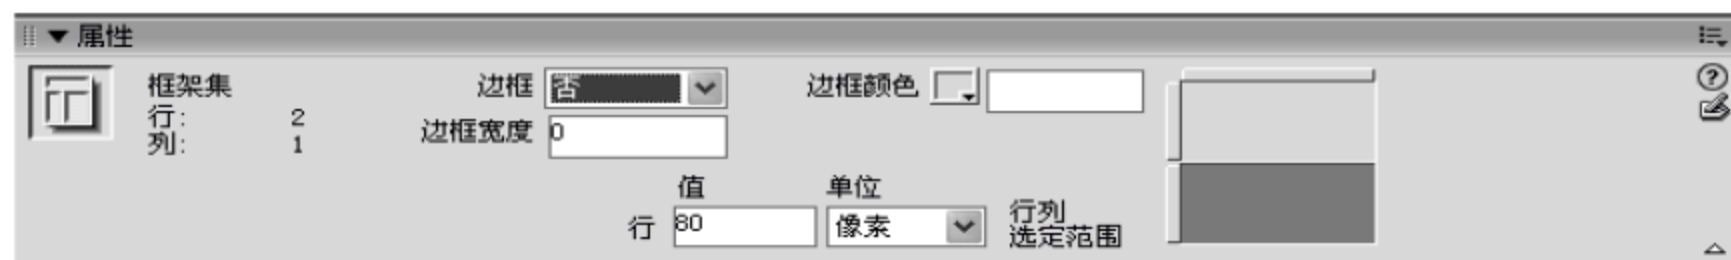 属性
框架集 边框 否 边框颜色
行: 2
列: 1
边框宽度 0
值 单位
行 80 像素 行列
选定范围